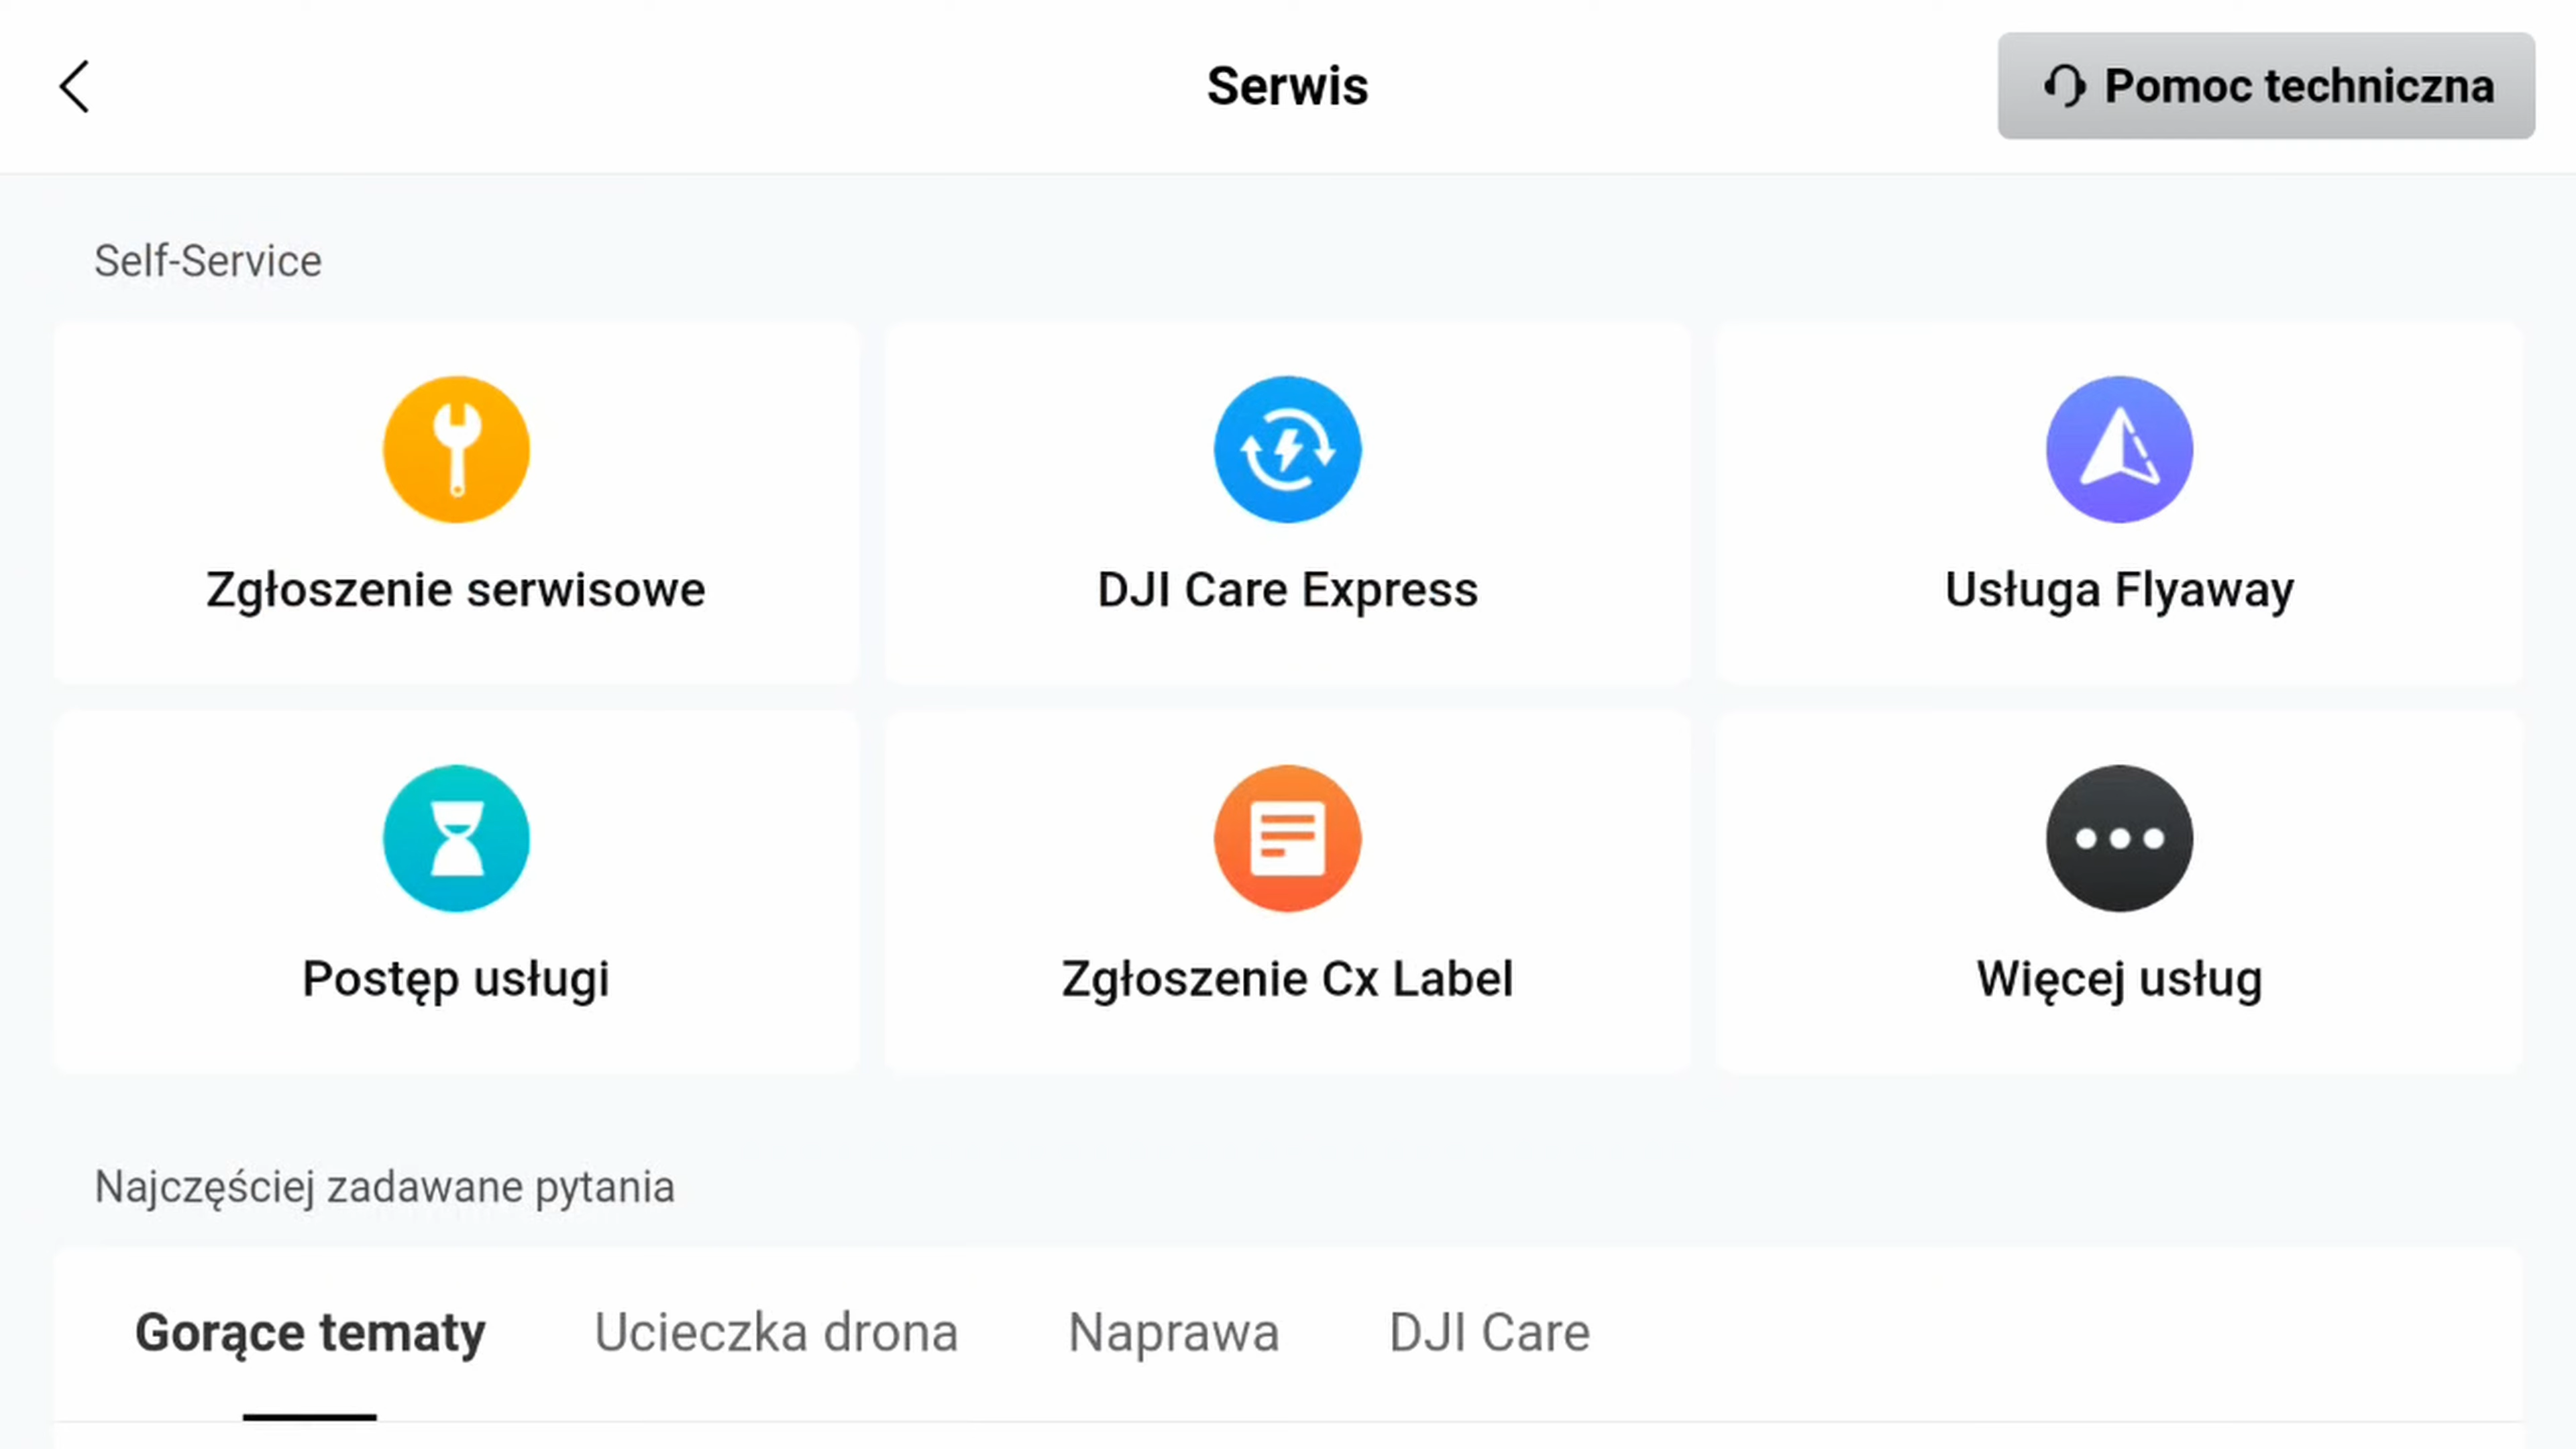 Serwis
Pomoc techniczna
Self-Service
Zgłoszenie serwisowe
DJI Care Express
Usługa Flyaway
Postęp usługi
Zgłoszenie Cx Label
Więcej usług
Najczęściej zadawane pytania
Gorące tematy
Ucieczka drona
Naprawa
DJI Care